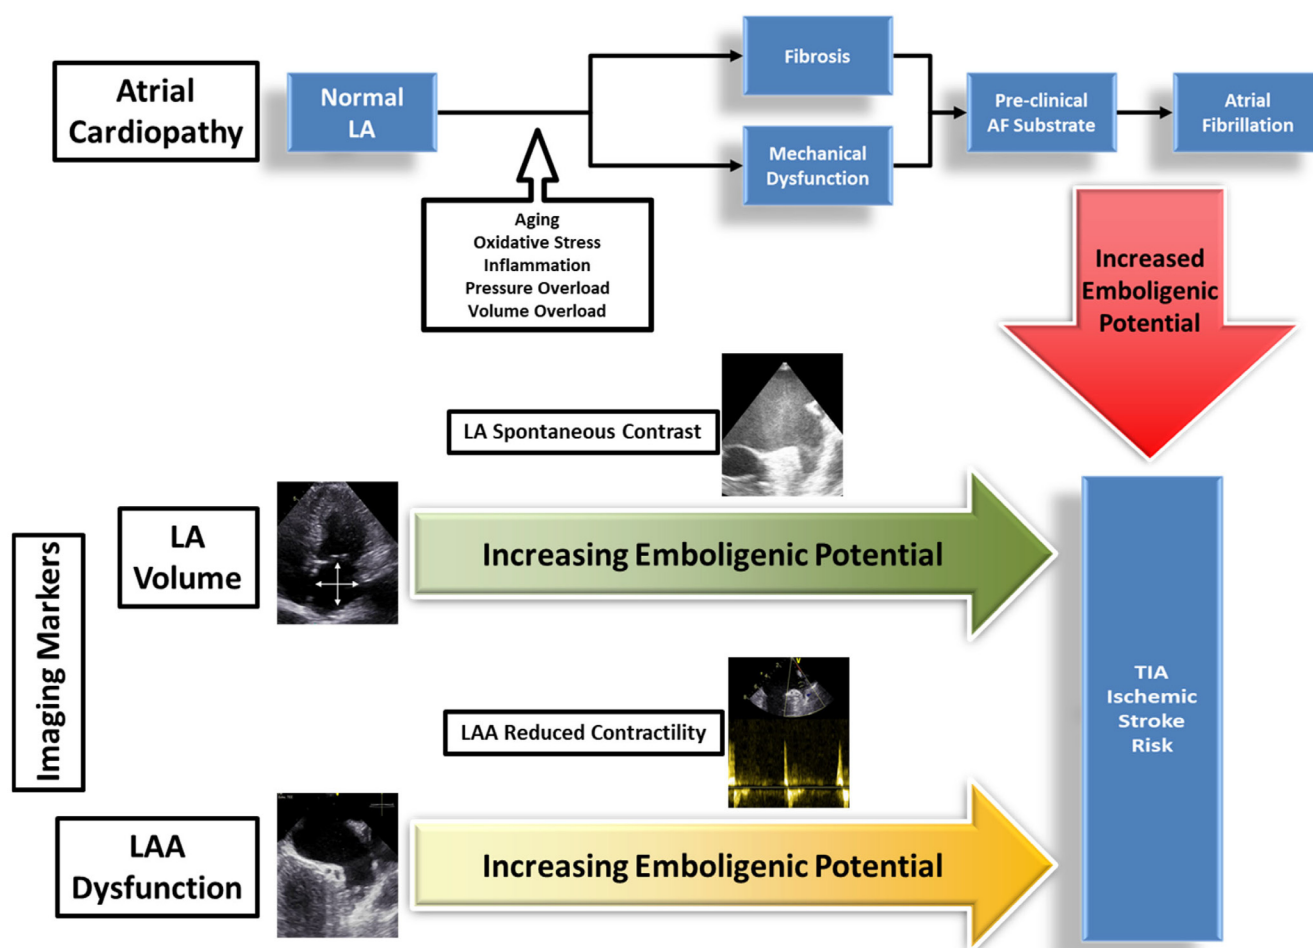 Atrial
Cardiopathy
Normal
LA
Fibrosis
Mechanical
Dysfunction
Pre-clinical
AF Substrate
Atrial
Fibrillation
Aging
Oxidative Stress
Inflammation
Pressure Overload
Volume Overload
Increased
Emboligenic
Potential
LA Spontaneous Contrast
Imaging Markers
LA
Volume
Increasing Emboligenic Potential
LAA Reduced Contractility
LAA
Dysfunction
Increasing Emboligenic Potential
TIA
Ischemic
Stroke
Risk